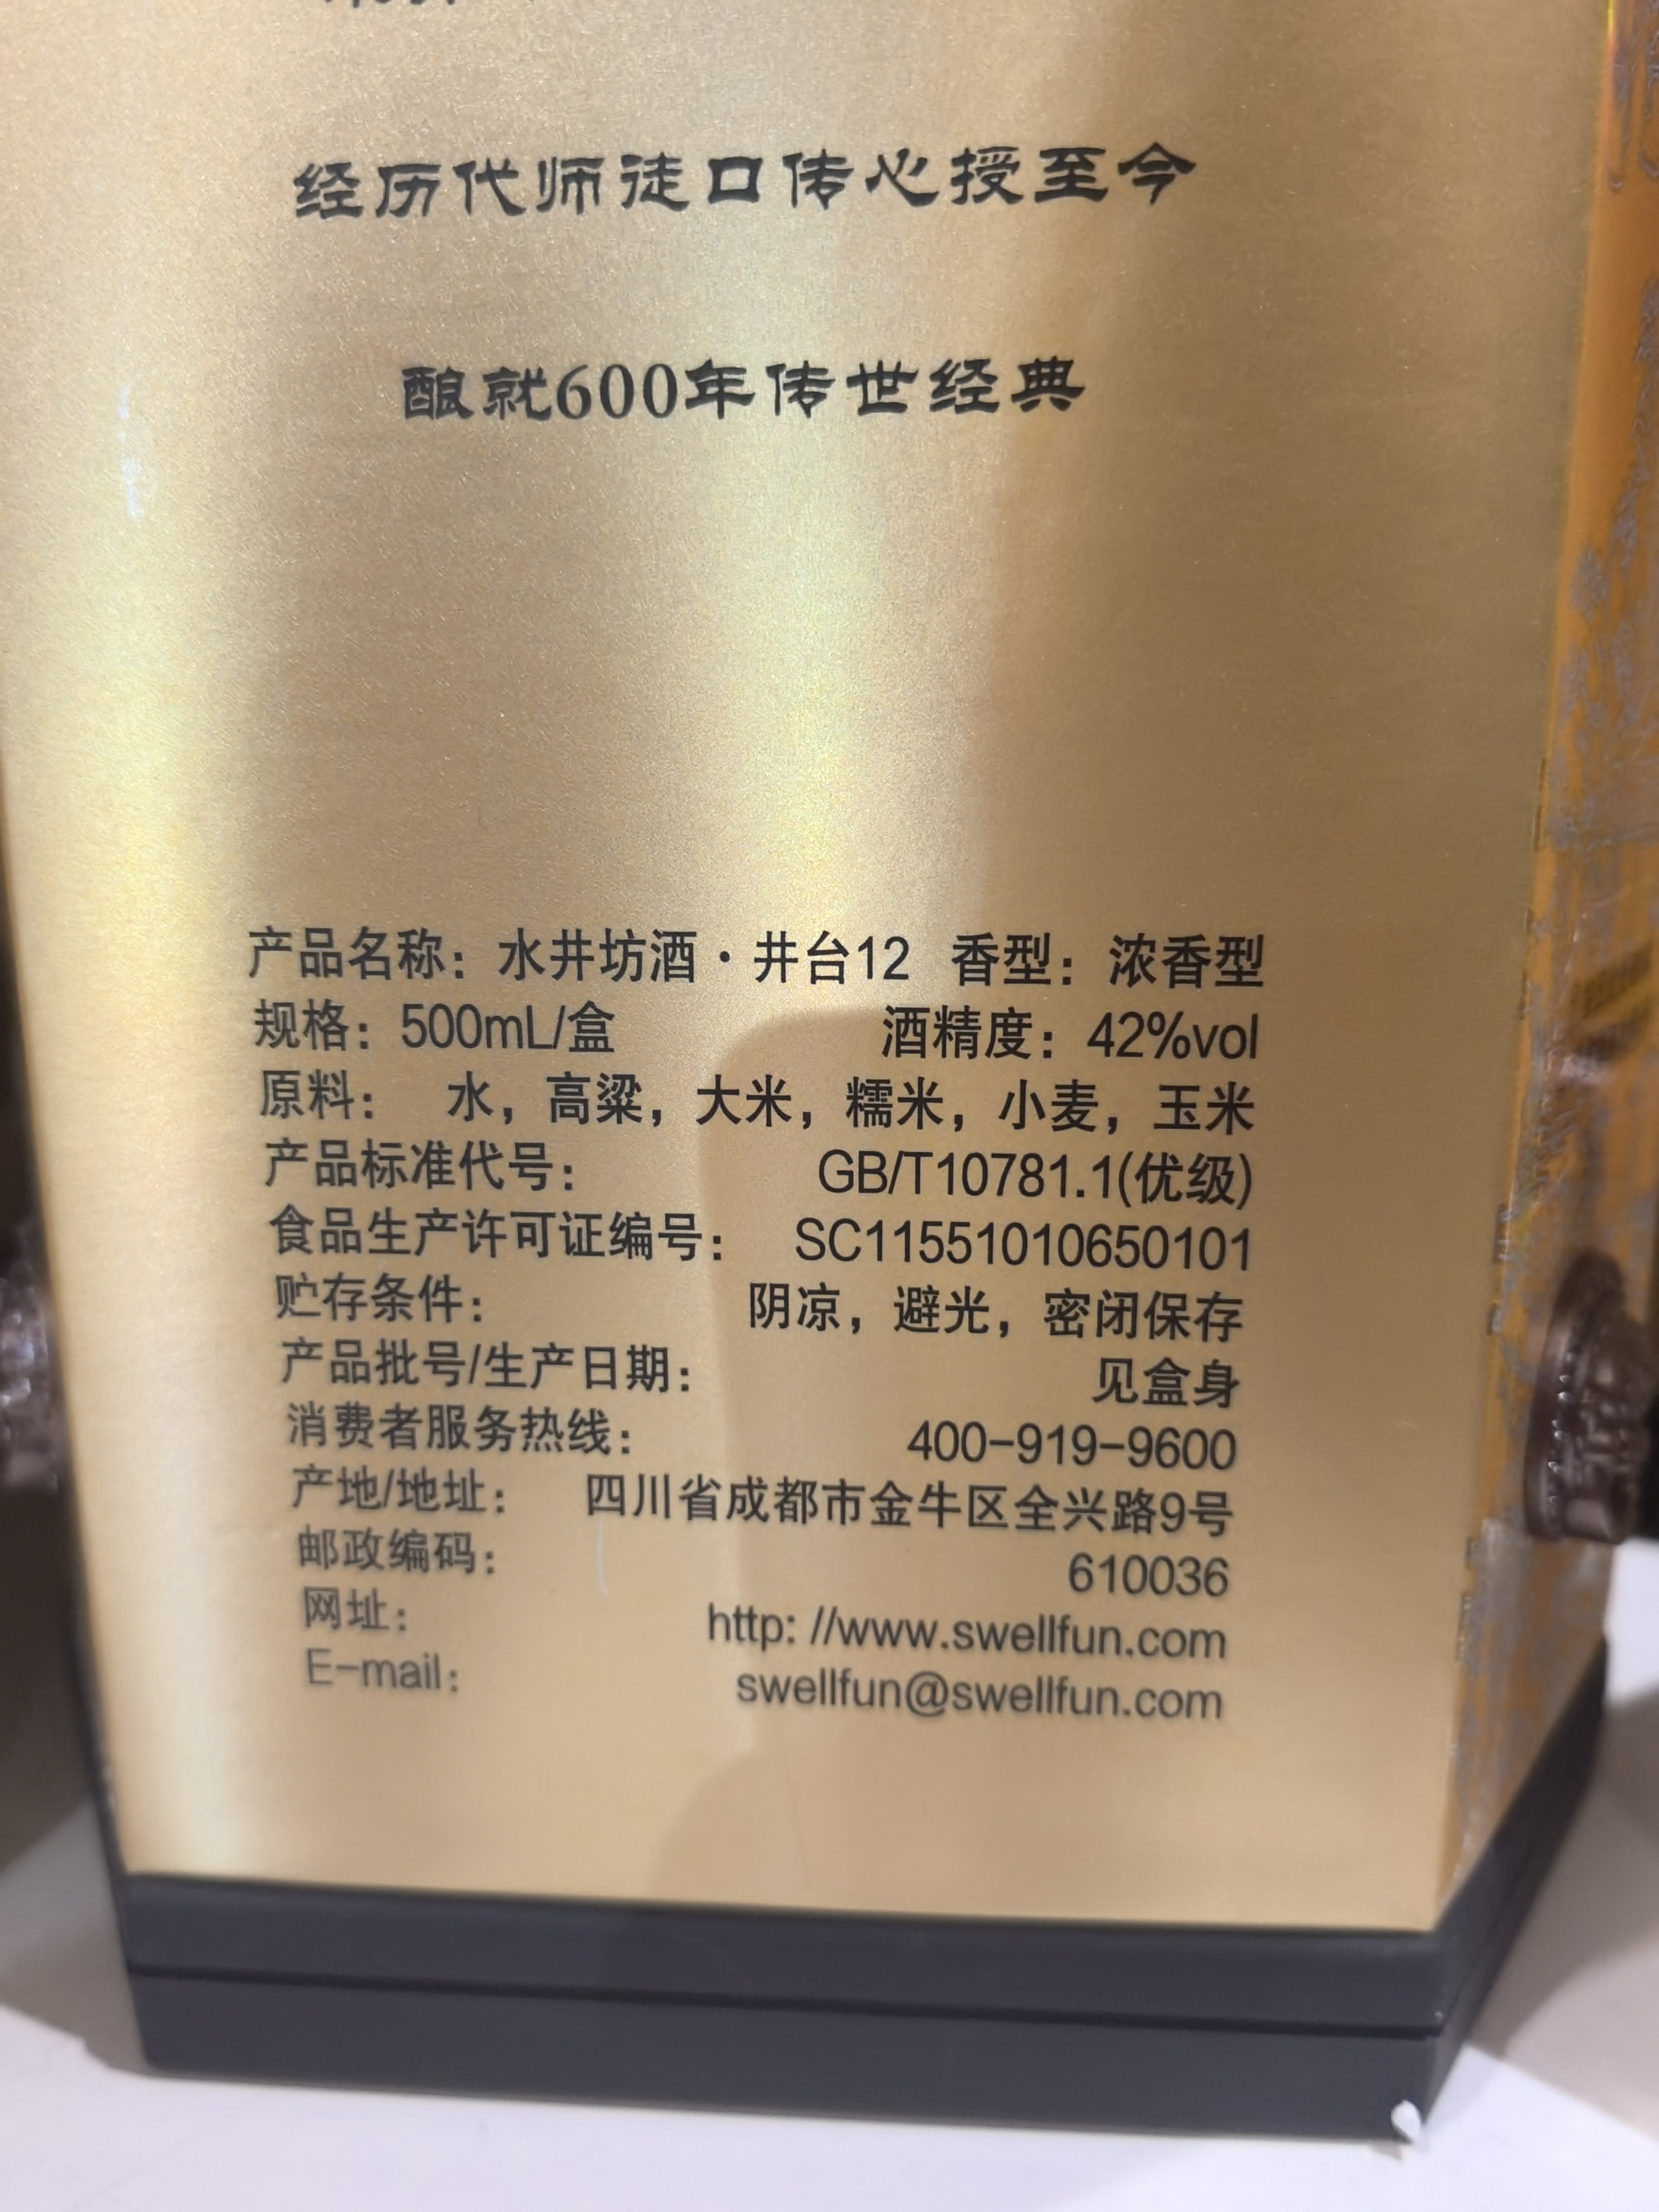 经历代师徒口传心授至今
酿就600年传世经典
产品名称：水井坊酒·井台12 香型：浓香型
规格：500mL/盒 酒精度：42%vol
原料： 水，高粱，大米，糯米，小麦，玉米
产品标准代号： GB/T10781.1(优级)
食品生产许可证编号： SC11551010650101
贮存条件： 阴凉，避光，密闭保存
产品批号/生产日期： 见盒身
消费者服务热线： 400-919-9600
产地/地址： 四川省成都市金牛区全兴路9号
邮政编码： 610036
网址： http: //www.swellfun.com
E-mail： swellfun@swellfun.com